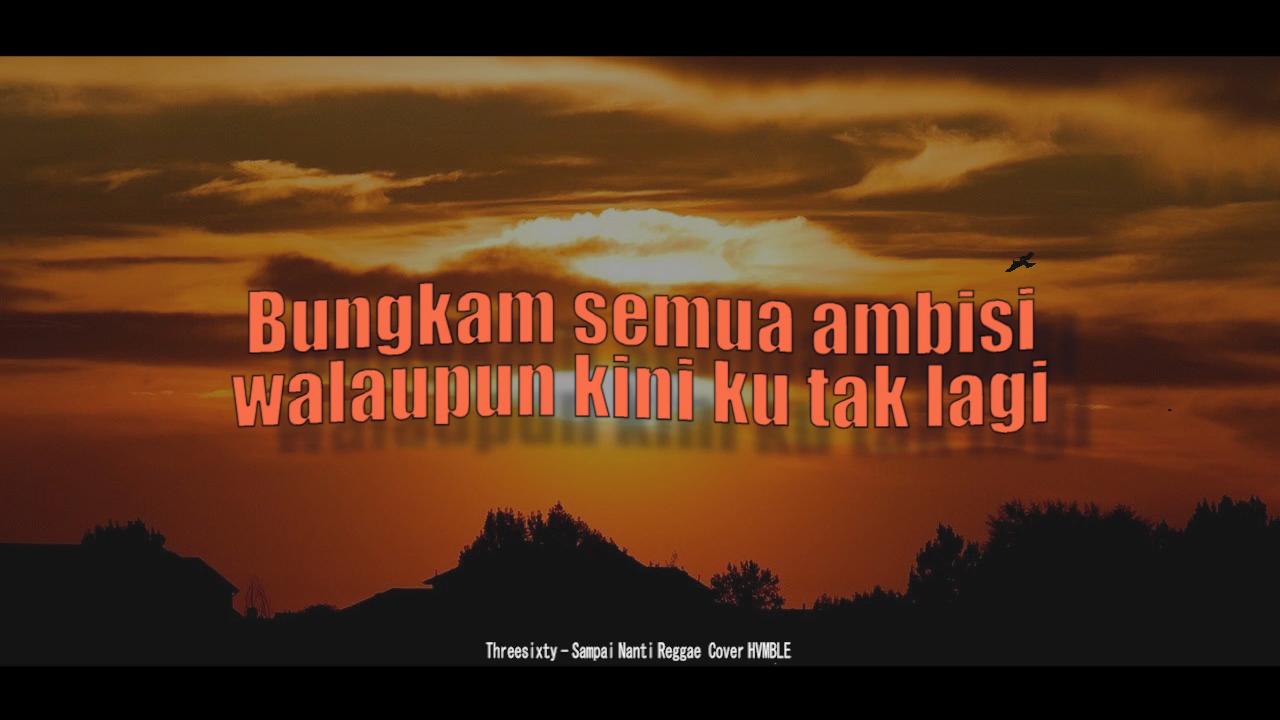 Bungkam semua ambisi
walaupun kini ku tak lagi
Threesixty - Sampai Nanti Reggae Cover HVMBLE